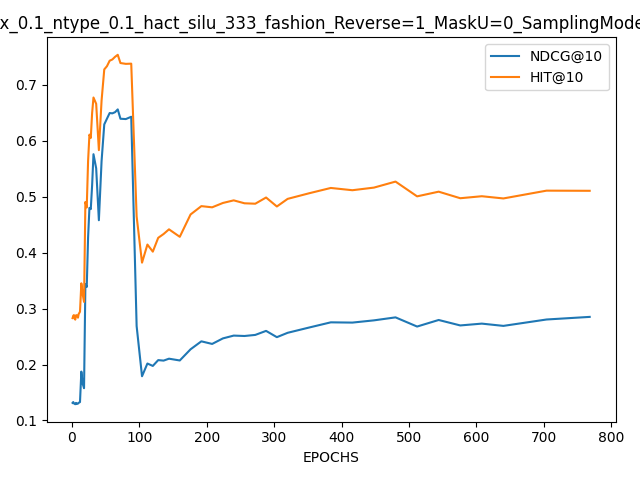 x_0.1_ntype_0.1_hact_silu_333_fashion_Reverse=1_MaskU=0_SamplingMode
NDCG@10
HIT@10
0.7
0.6
0.5
0.4
0.3
0.2
0.1
0 100 200 300 400 500 600 700 800
EPOCHS